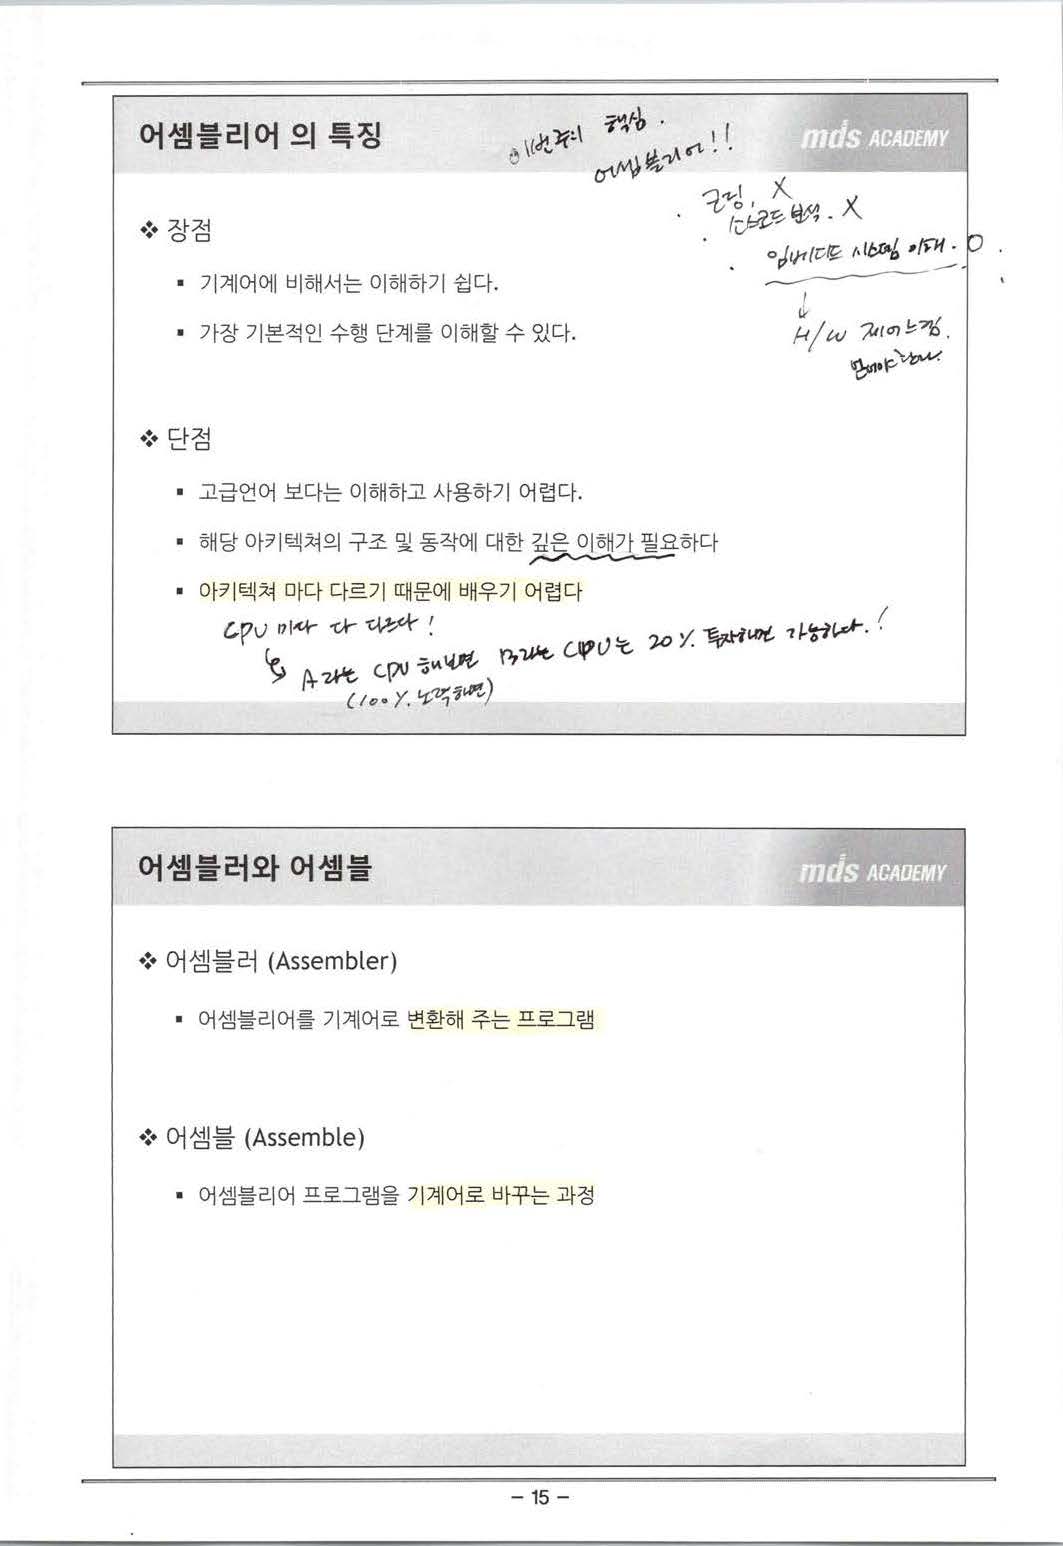 어셈블리어 의 특징
11번주의 핵심.
어셈블리어!!
mds ACADEMY
. 코딩, X
. 소스코드 분석. X
. 임베디드 시스템 이해. O
↓
H/W 제어느낌.
❖ 장점
▪ 기계어에 비해서는 이해하기 쉽다.
▪ 가장 기본적인 수행 단계를 이해할 수 있다.
❖ 단점
▪ 고급언어 보다는 이해하고 사용하기 어렵다.
▪ 해당 아키텍쳐의 구조 및 동작에 대한 깊은 이해가 필요하다
▪ 아키텍쳐 마다 다르기 때문에 배우기 어렵다
CPU 마다 다 다르다!
A라는 CPU 해보면 B라는 CPU는 20%. 투자하면 가능하다.!
(100%. 노력하면)
어셈블러와 어셈블
mds ACADEMY
❖ 어셈블러 (Assembler)
▪ 어셈블리어를 기계어로 변환해 주는 프로그램
❖ 어셈블 (Assemble)
▪ 어셈블리어 프로그램을 기계어로 바꾸는 과정
– 15 –